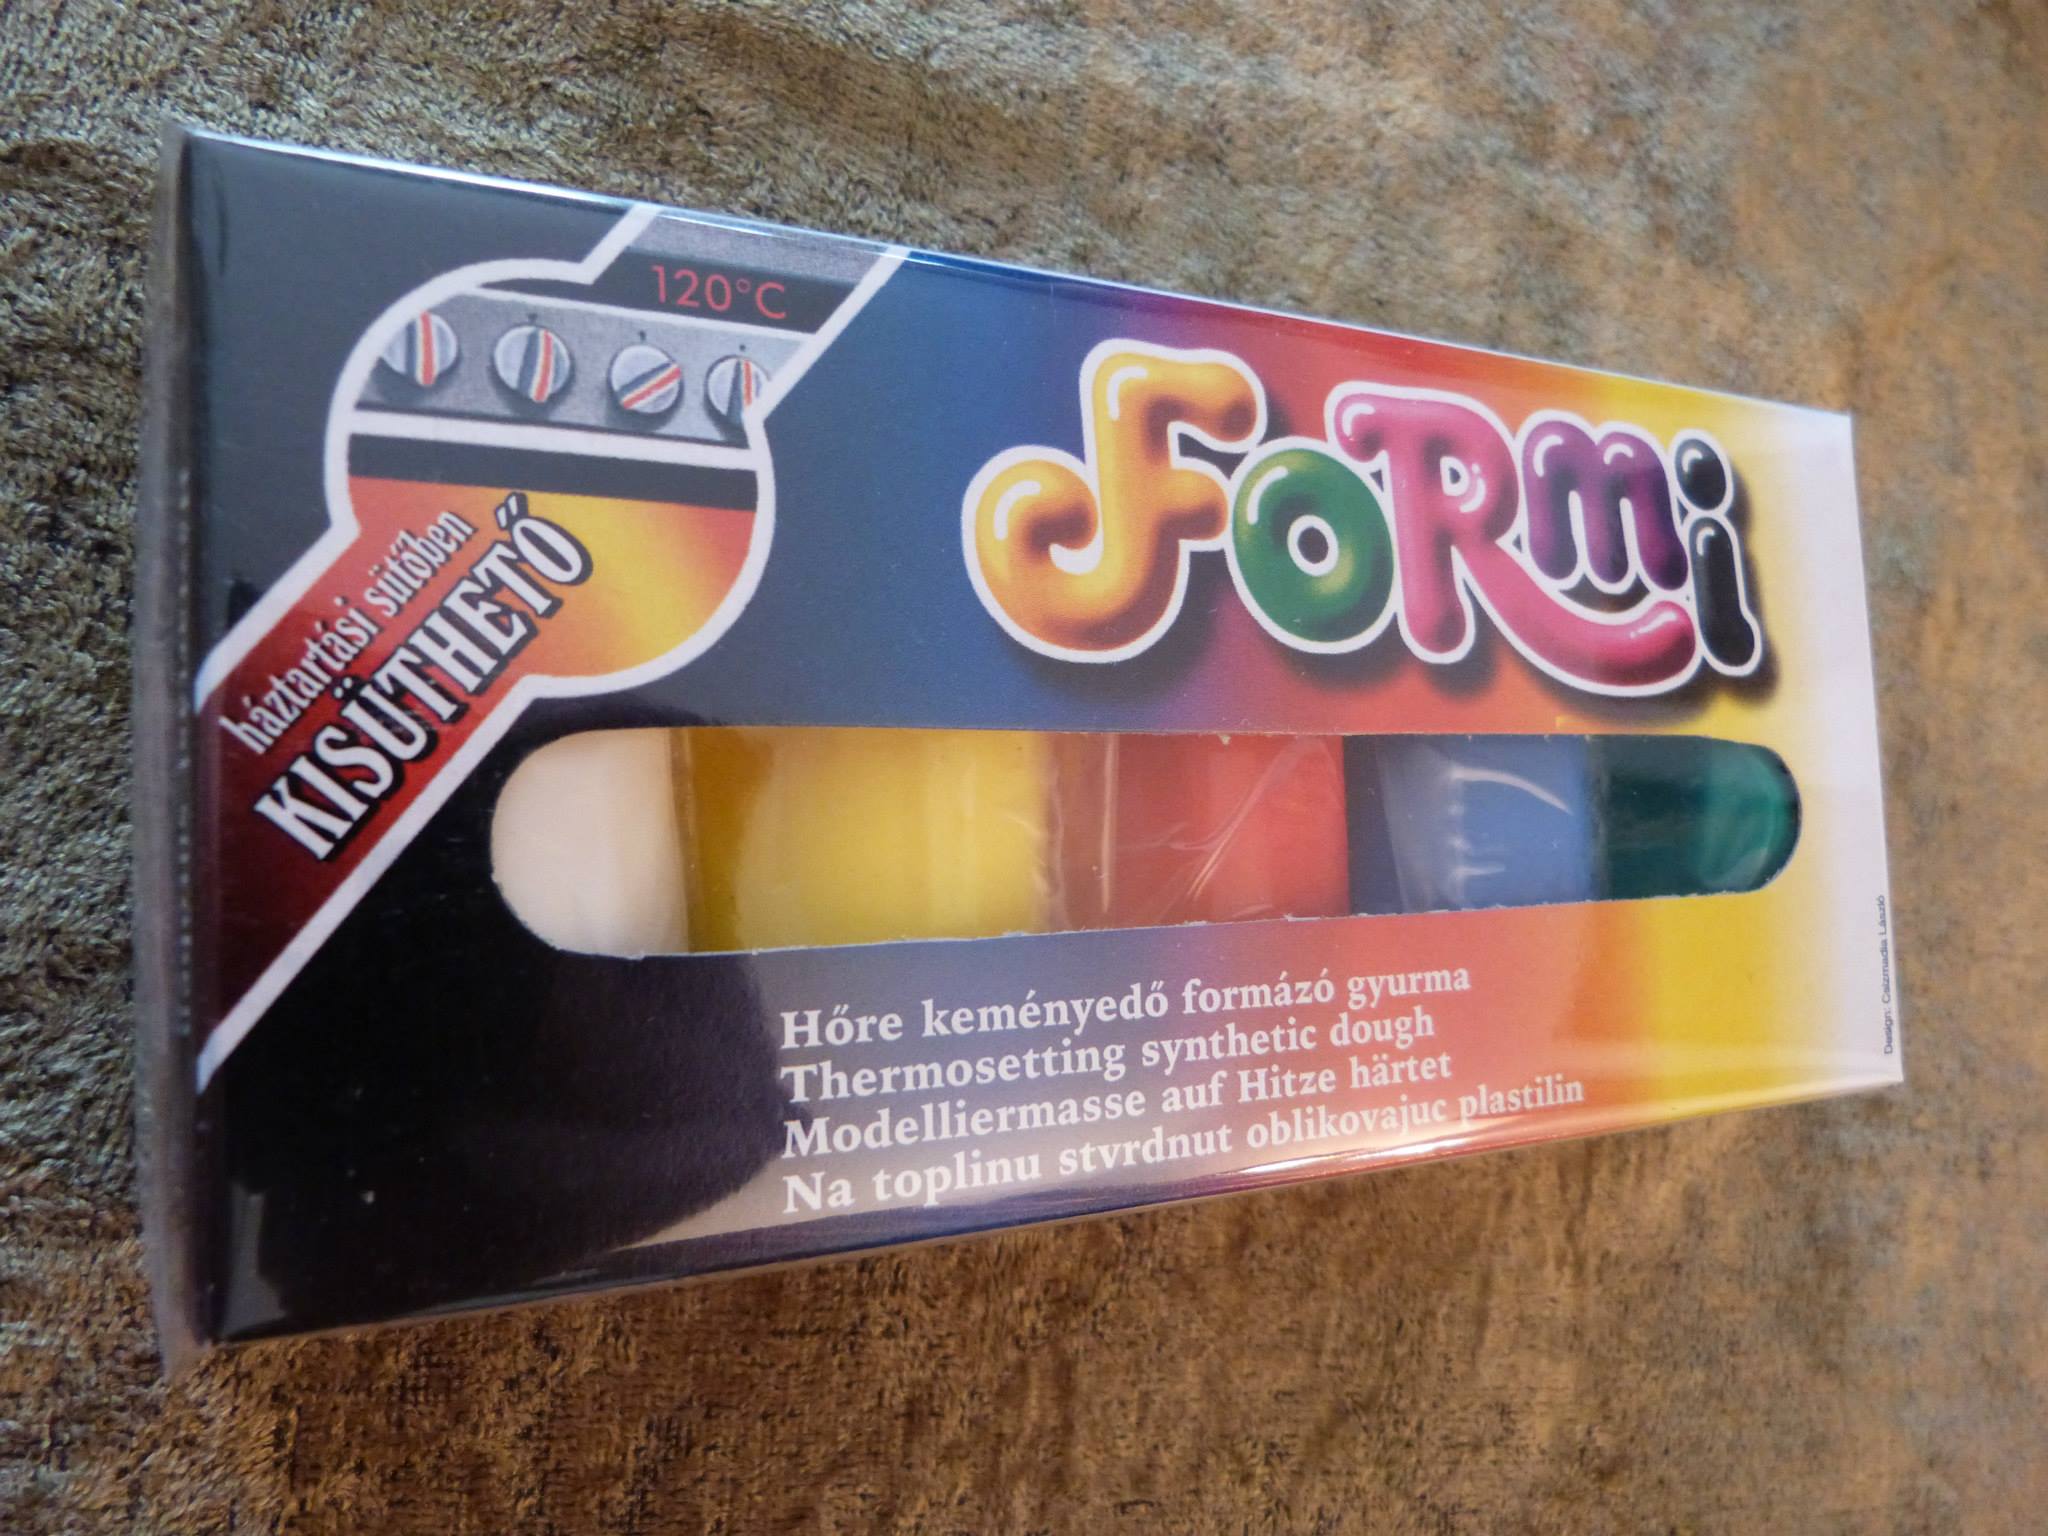 120°C
háztartási sütőben
KISÜTHETŐ
FoRmi
Hőre keményedő formázó gyurma
Thermosetting synthetic dough
Modelliermasse auf Hitze härtet
Na toplinu stvrdnut oblikovajuc plastilin
Design: Csizmadia László